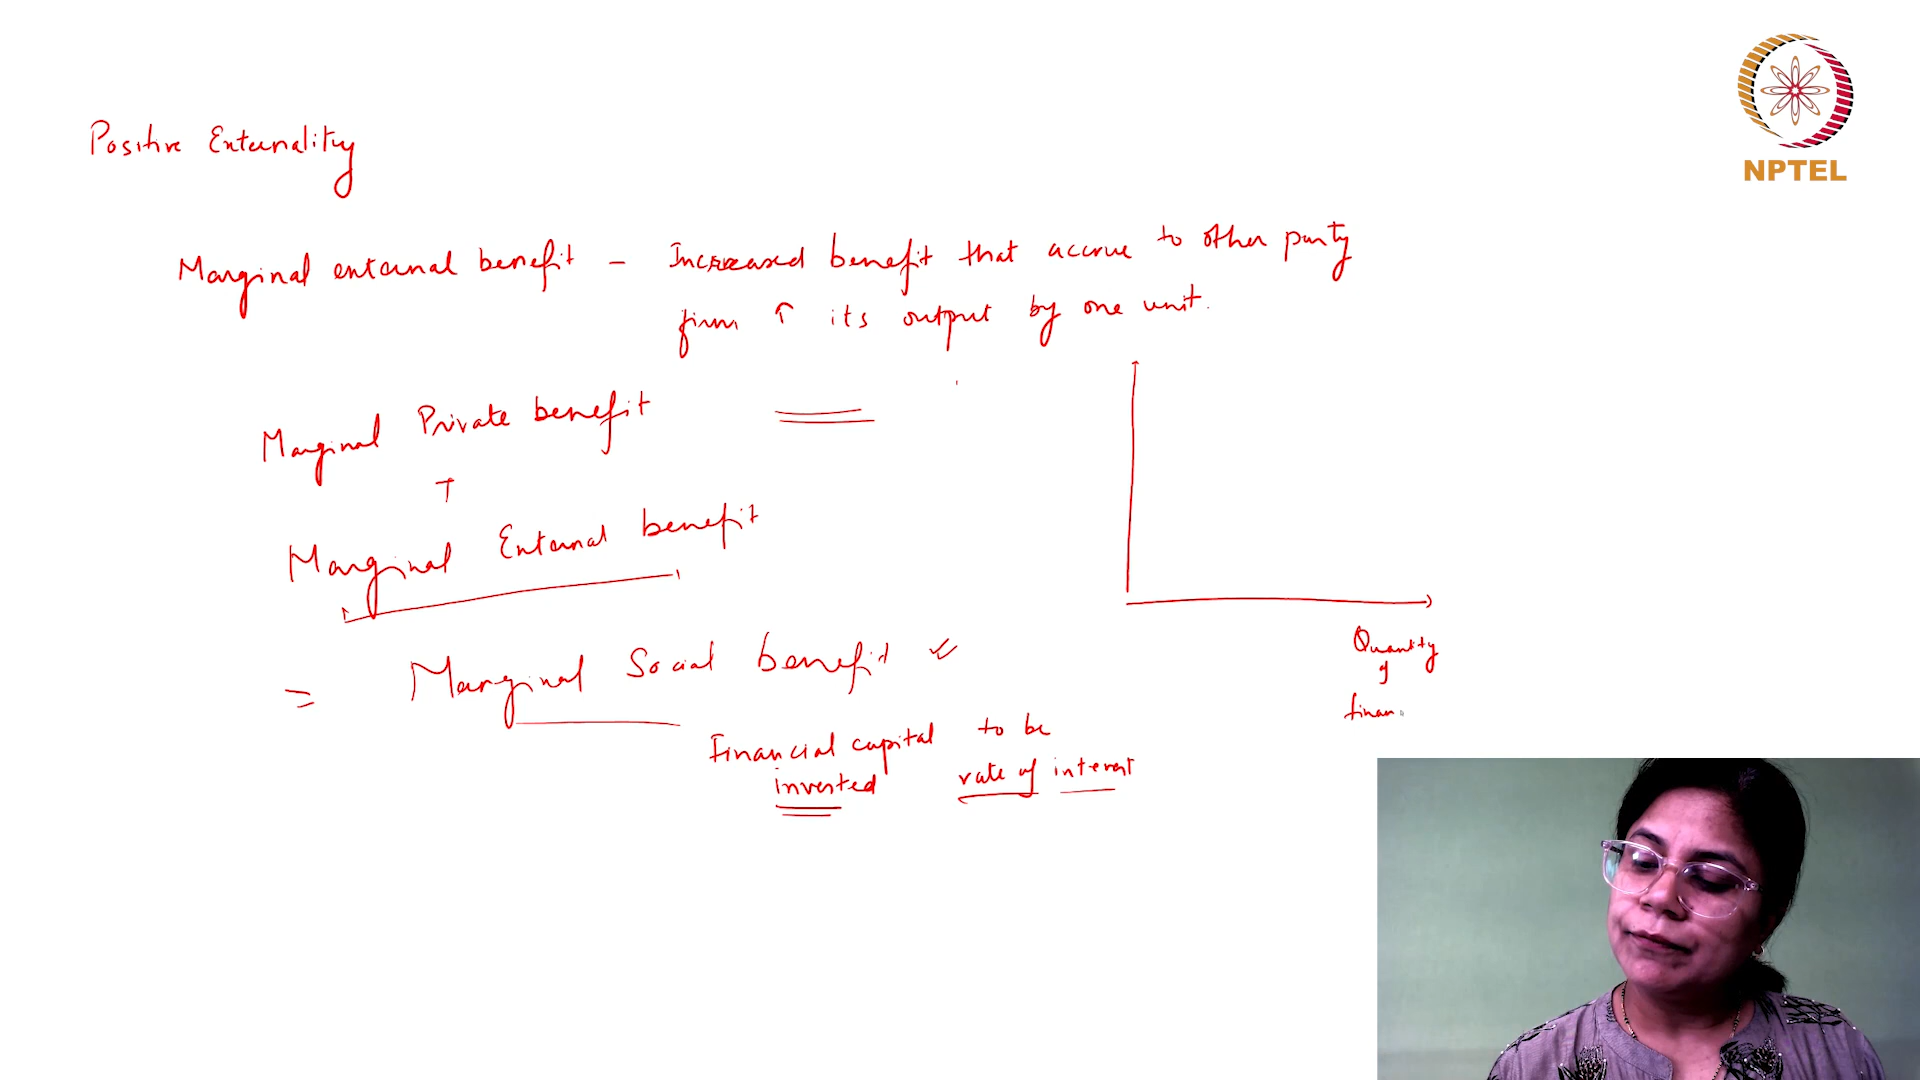 Positive Externality
NPTEL
Marginal external benefit - Increased benefit that accrue to other party
firm ↑ its output by one unit.
Marginal Private benefit
+
Marginal External benefit
= Marginal Social benefit
Financial capital to be
invested rate of interest
Quantity
of
finan